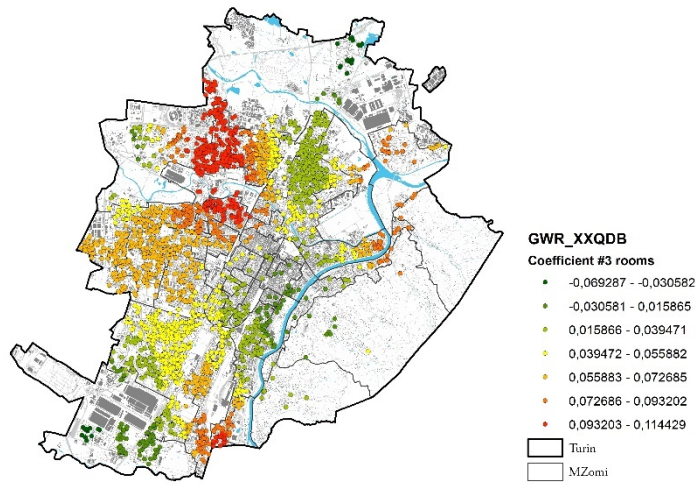 GWR_XXQDB
Coefficient #3 rooms
-0,069287 - -0,030582
-0,030581 - 0,015865
0,015866 - 0,039471
0,039472 - 0,055882
0,055883 - 0,072685
0,072686 - 0,093202
0,093203 - 0,114429
Turin
MZomi